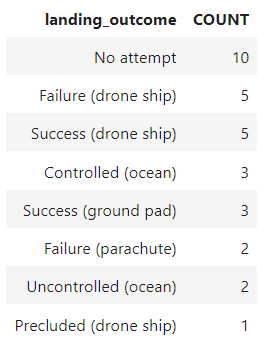 landing_outcome COUNT
No attempt 10
Failure (drone ship) 5
Success (drone ship) 5
Controlled (ocean) 3
Success (ground pad) 3
Failure (parachute) 2
Uncontrolled (ocean) 2
Precluded (drone ship) 1